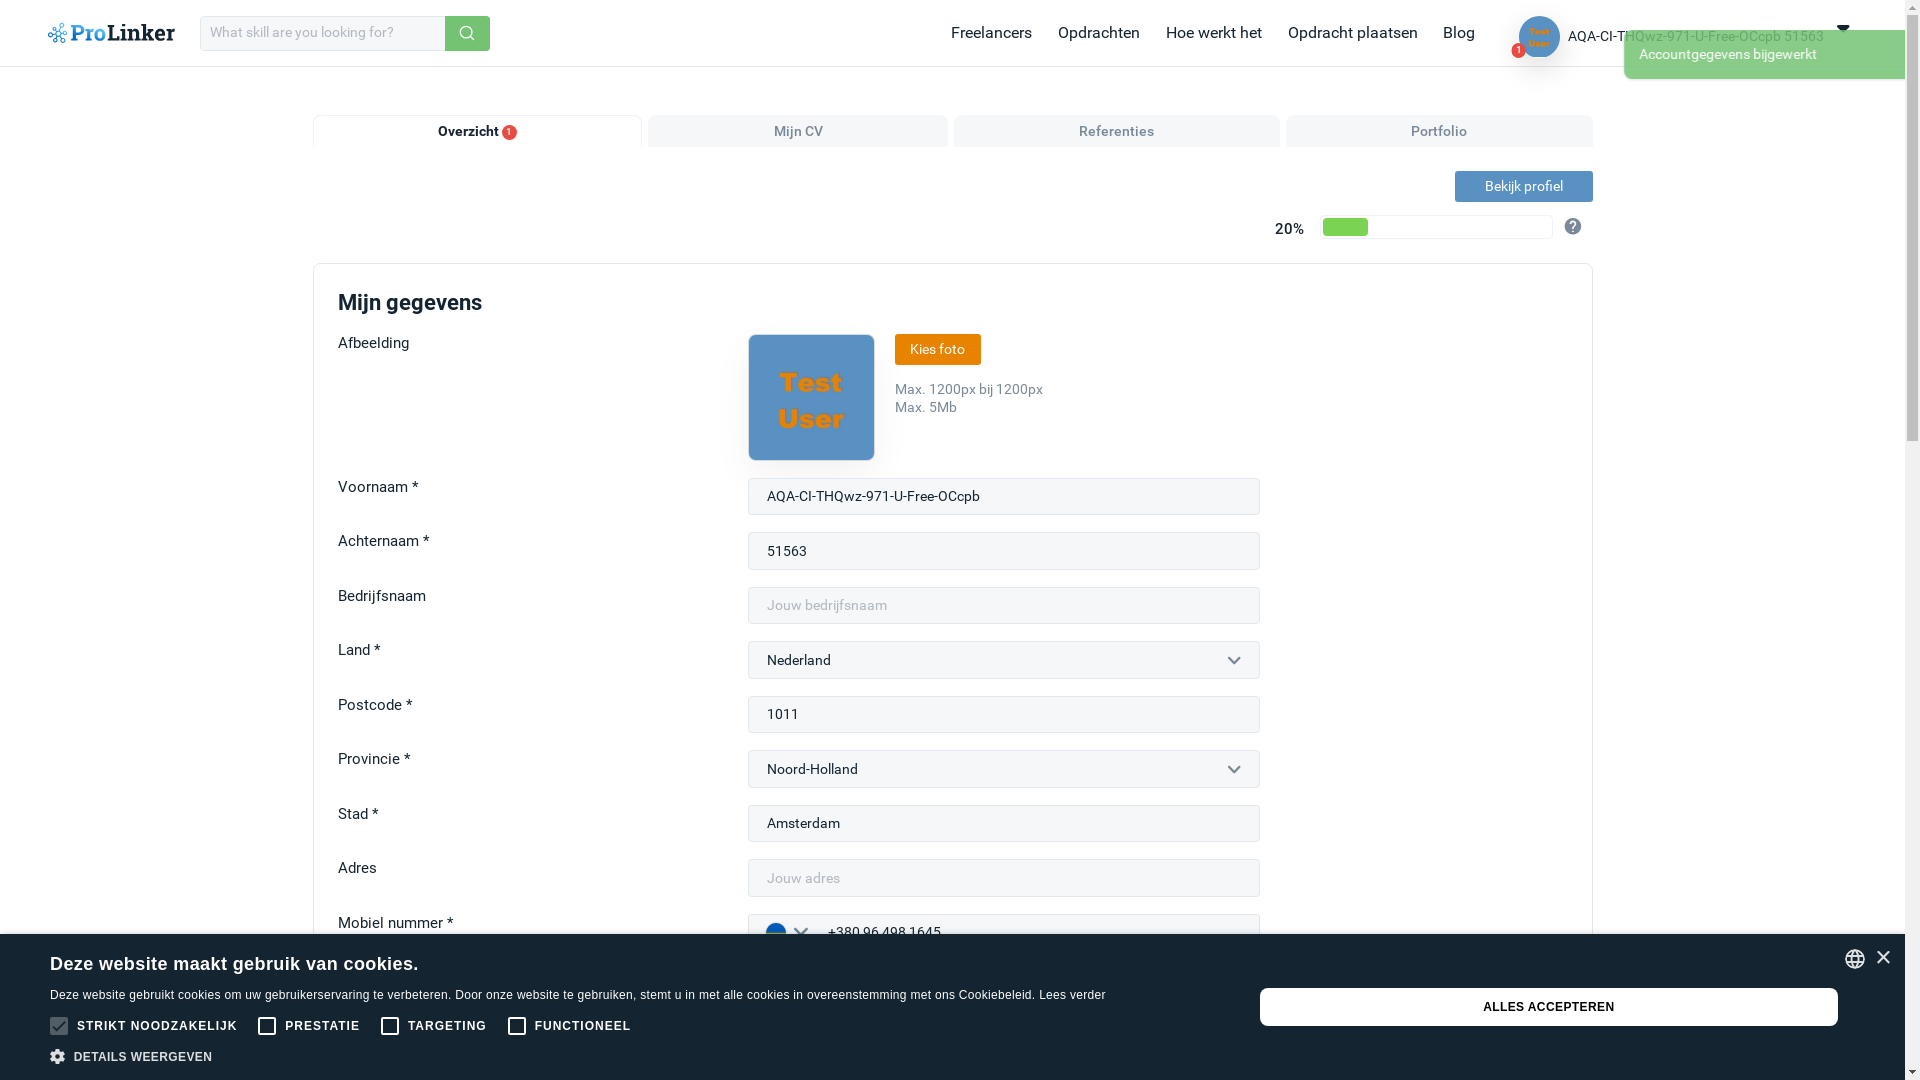 ProLinker
What skill are you looking for?
Freelancers
Opdrachten
Hoe werkt het
Opdracht plaatsen
Blog
Test
User
1
AQA-CI-THQwz-971-U-Free-OCcpb 51563
Accountgegevens bijgewerkt
Overzicht 1
Mijn CV
Referenties
Portfolio
Bekijk profiel
20%
?
Mijn gegevens
Afbeelding
Test
User
Kies foto
Max. 1200px bij 1200px
Max. 5Mb
Voornaam *
AQA-CI-THQwz-971-U-Free-OCcpb
Achternaam *
51563
Bedrijfsnaam
Jouw bedrijfsnaam
Land *
Nederland
Postcode *
1011
Provincie *
Noord-Holland
Stad *
Amsterdam
Adres
Jouw adres
Mobiel nummer *
+380 96 498 1645
Deze website maakt gebruik van cookies.
Deze website gebruikt cookies om uw gebruikerservaring te verbeteren. Door onze website te gebruiken, stemt u in met alle cookies in overeenstemming met ons Cookiebeleid. Lees verder
STRIKT NOODZAKELIJK
PRESTATIE
TARGETING
FUNCTIONEEL
DETAILS WEERGEVEN
ALLES ACCEPTEREN
×